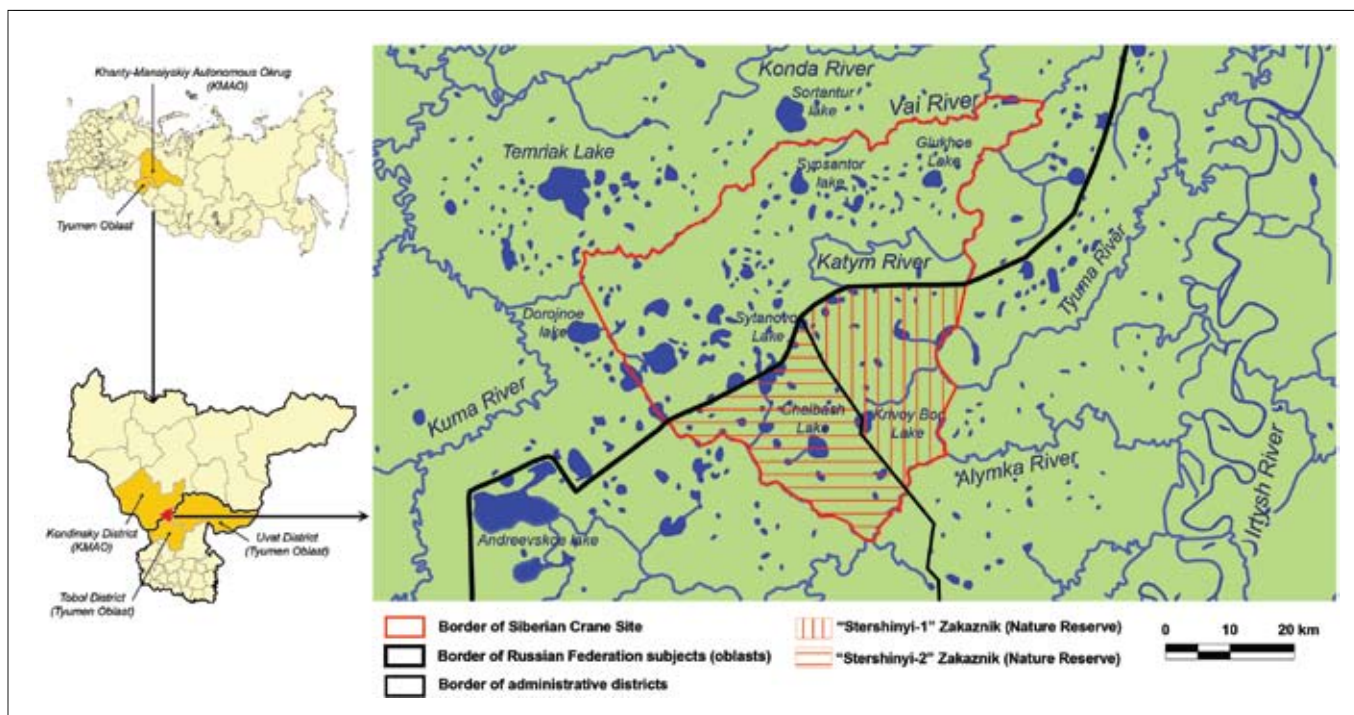 Khanty-Mansiyskiy Autonomous Okrug
(KMAO)
Tyumen Oblast
Kondinsky District
(KMAO)
Uvat District
(Tyumen Oblast)
Tobol District
(Tyumen Oblast)
Konda River
Sortantur
lake
Vai River
Temriak Lake
Sypsantor
lake
Glukhoe
Lake
Katym River
Tyuma River
Dorojnoe
lake
Sytanovo
Lake
Kuma River
Chelbash
Lake
Krivoy Bor
Lake
Alymka River
Irtysh River
Andreevskoe lake
Border of Siberian Crane Site
Border of Russian Federation subjects (oblasts)
Border of administrative districts
"Stershinyi-1" Zakaznik (Nature Reserve)
"Stershinyi-2" Zakaznik (Nature Reserve)
0 10 20 km